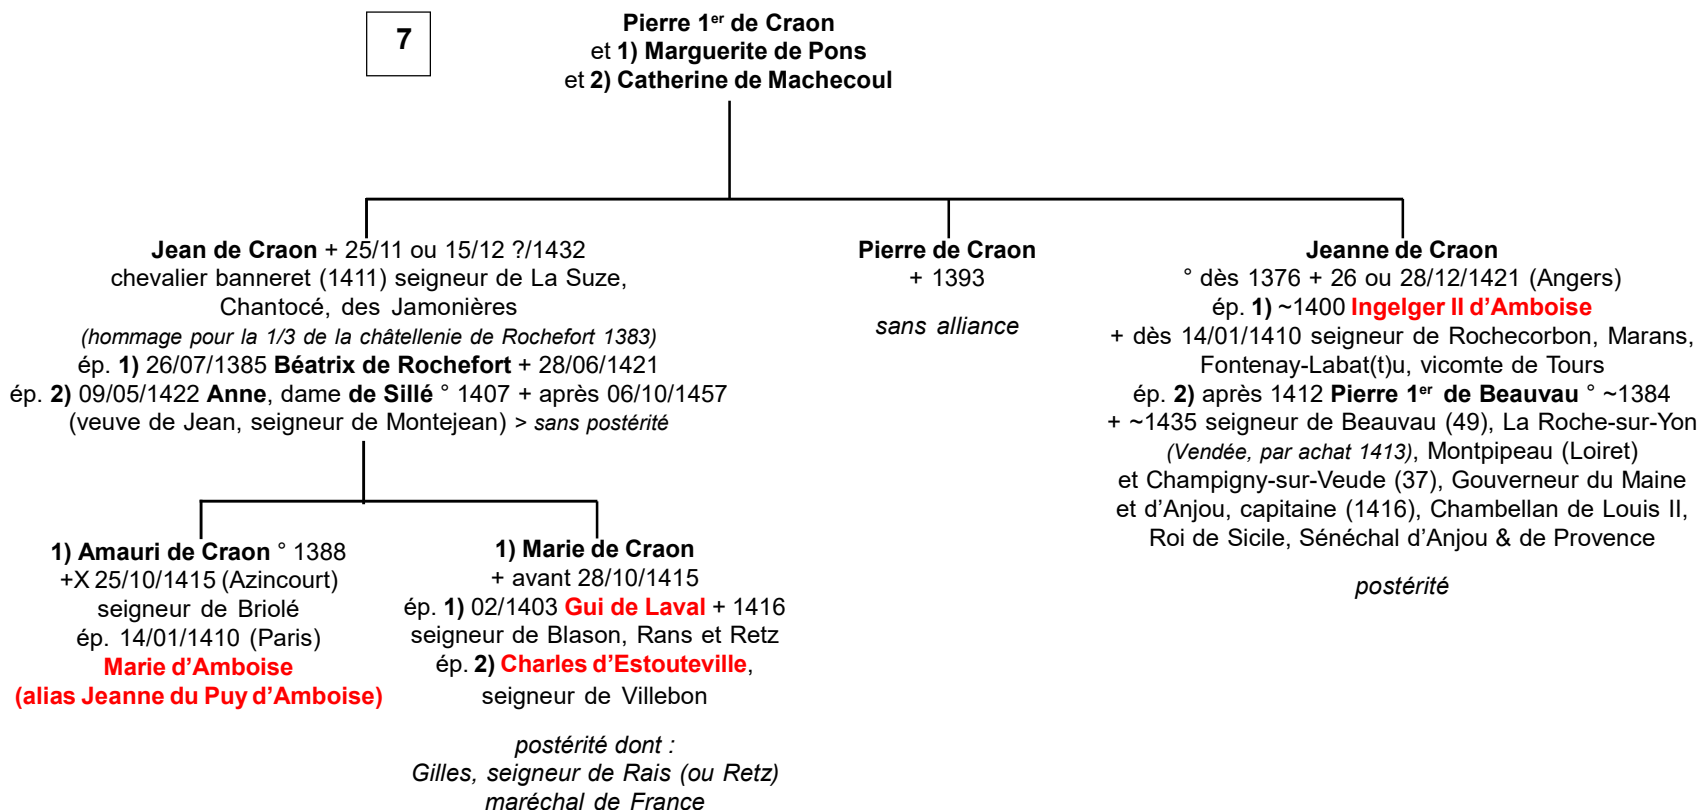 7
Pierre 1er de Craon
et 1) Marguerite de Pons
et 2) Catherine de Machecoul
Jean de Craon + 25/11 ou 15/12 ?/1432
chevalier banneret (1411) seigneur de La Suze,
Chantocé, des Jamonières
(hommage pour la 1/3 de la châtellenie de Rochefort 1383)
ép. 1) 26/07/1385 Béatrix de Rochefort + 28/06/1421
ép. 2) 09/05/1422 Anne, dame de Sillé ° 1407 + après 06/10/1457
(veuve de Jean, seigneur de Montejean) > sans postérité
Pierre de Craon
+ 1393
sans alliance
Jeanne de Craon
° dès 1376 + 26 ou 28/12/1421 (Angers)
ép. 1) ~1400 Ingelger II d’Amboise
+ dès 14/01/1410 seigneur de Rochecorbon, Marans,
Fontenay-Labat(t)u, vicomte de Tours
ép. 2) après 1412 Pierre 1er de Beauvau ° ~1384
+ ~1435 seigneur de Beauvau (49), La Roche-sur-Yon
(Vendée, par achat 1413), Montpipeau (Loiret)
et Champigny-sur-Veude (37), Gouverneur du Maine
et d’Anjou, capitaine (1416), Chambellan de Louis II,
Roi de Sicile, Sénéchal d’Anjou & de Provence
postérité
1) Amauri de Craon ° 1388
+X 25/10/1415 (Azincourt)
seigneur de Briolé
ép. 14/01/1410 (Paris)
Marie d’Amboise
(alias Jeanne du Puy d’Amboise)
1) Marie de Craon
+ avant 28/10/1415
ép. 1) 02/1403 Gui de Laval + 1416
seigneur de Blason, Rans et Retz
ép. 2) Charles d’Estouteville,
seigneur de Villebon
postérité dont :
Gilles, seigneur de Rais (ou Retz)
maréchal de France